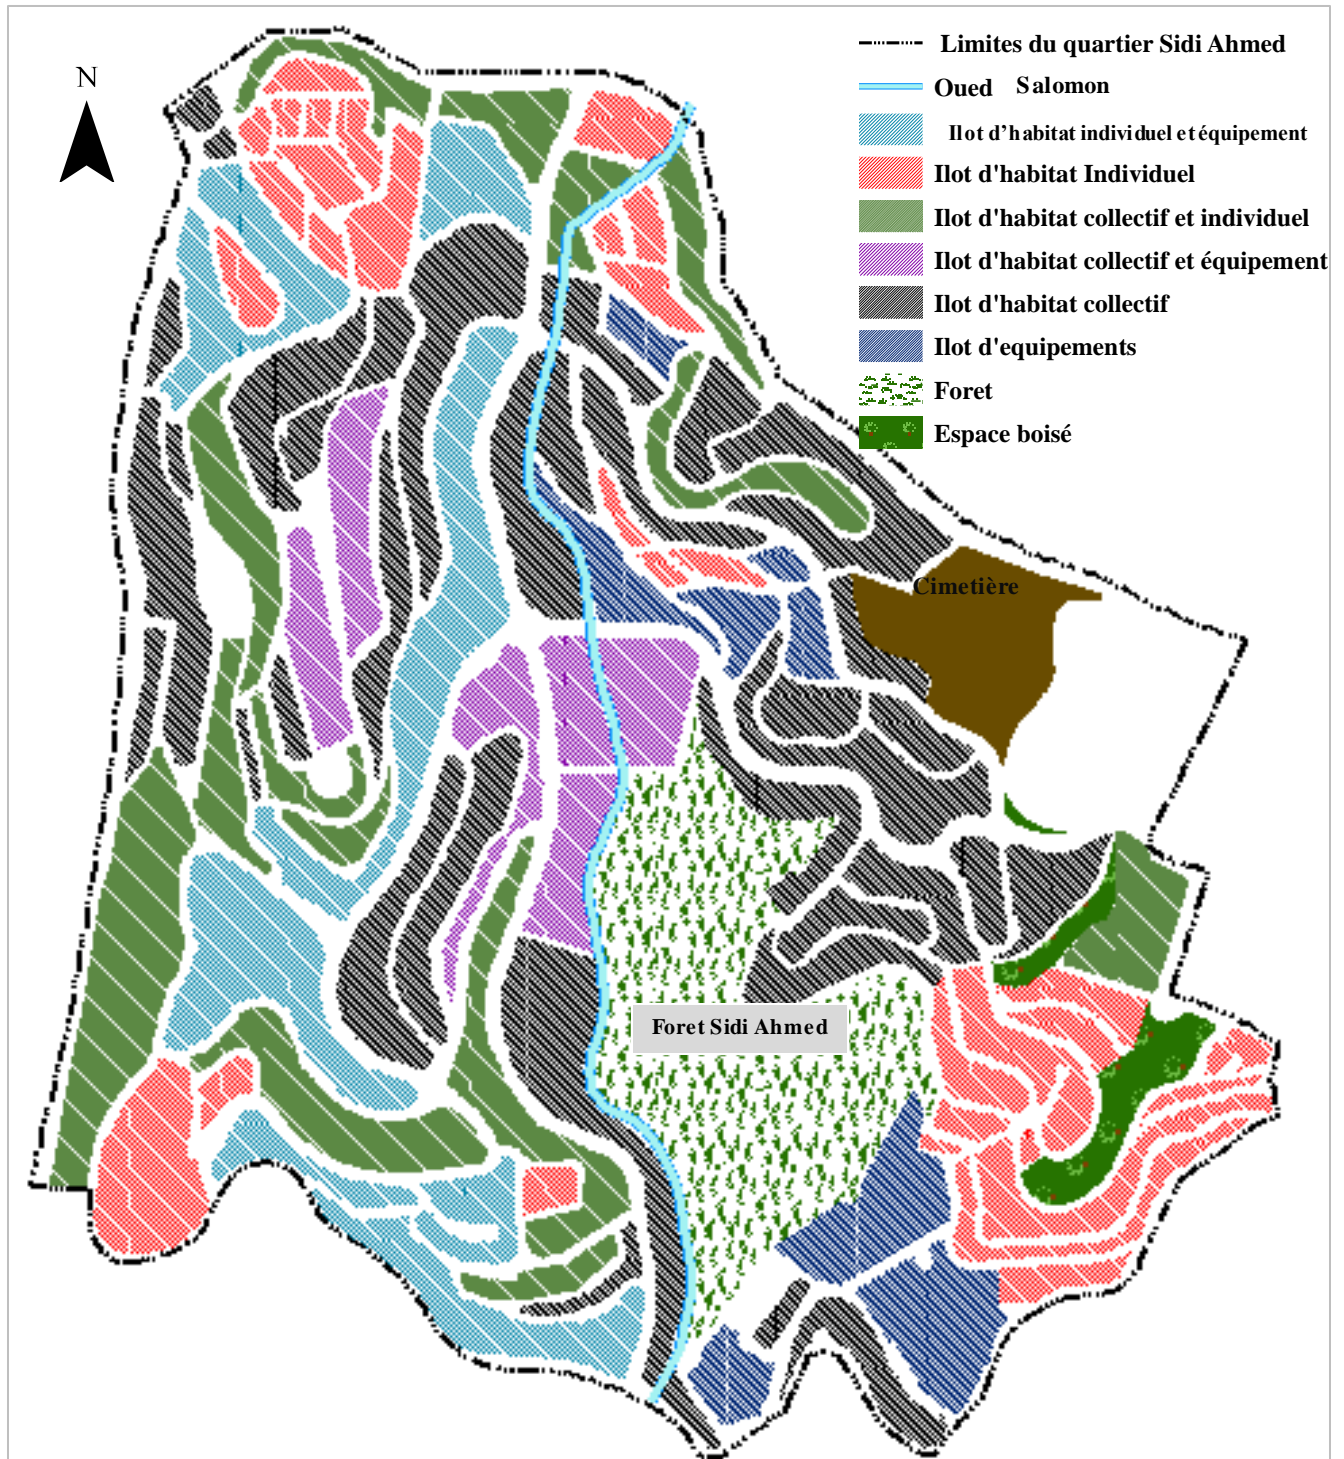 N
Limites du quartier Sidi Ahmed
Oued Salomon
Ilot d'habitat individuel et équipement
Ilot d'habitat Individuel
Ilot d'habitat collectif et individuel
Ilot d'habitat collectif et équipement
Ilot d'habitat collectif
Ilot d'equipements
Foret
Espace boisé
Cimetière
Foret Sidi Ahmed